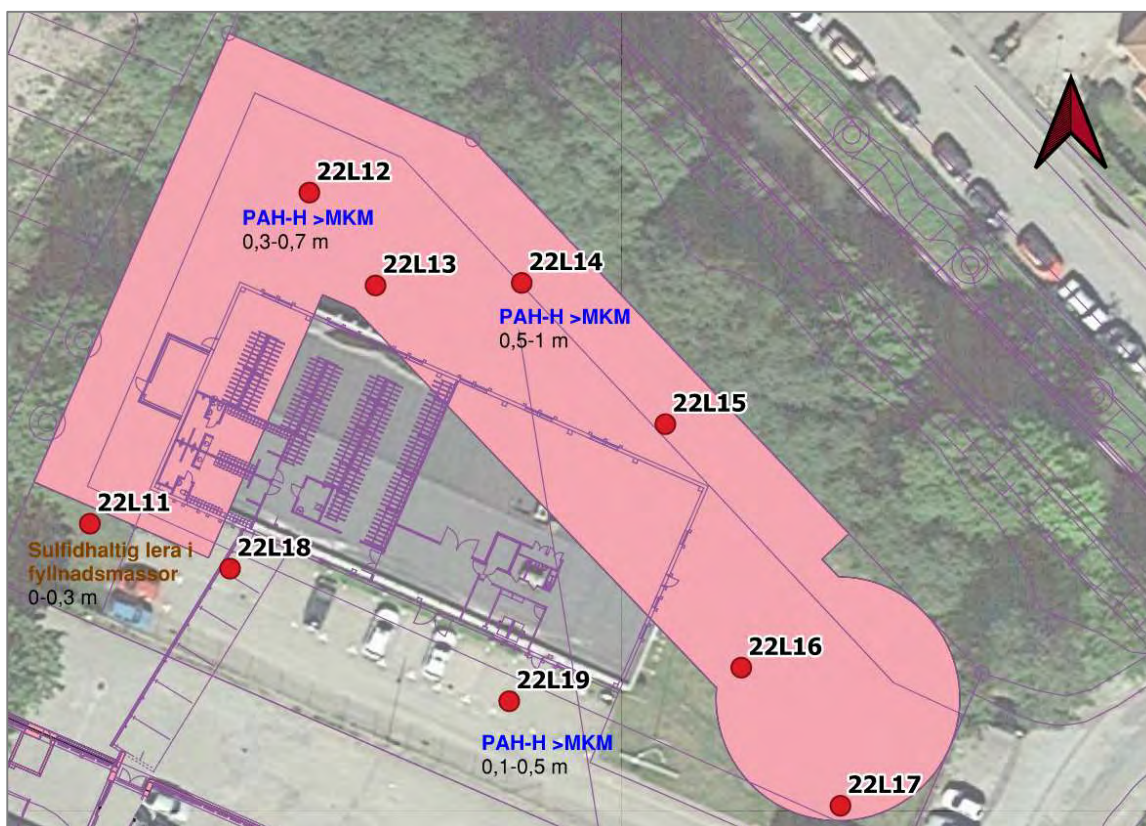 22L12
PAH-H >MKM
0,3-0,7 m
22L13
22L14
PAH-H >MKM
0,5-1 m
22L15
22L11
Sulfidhaltig lera i
fyllnadsmassor
0-0,3 m
22L18
22L16
22L19
PAH-H >MKM
0,1-0,5 m
22L17